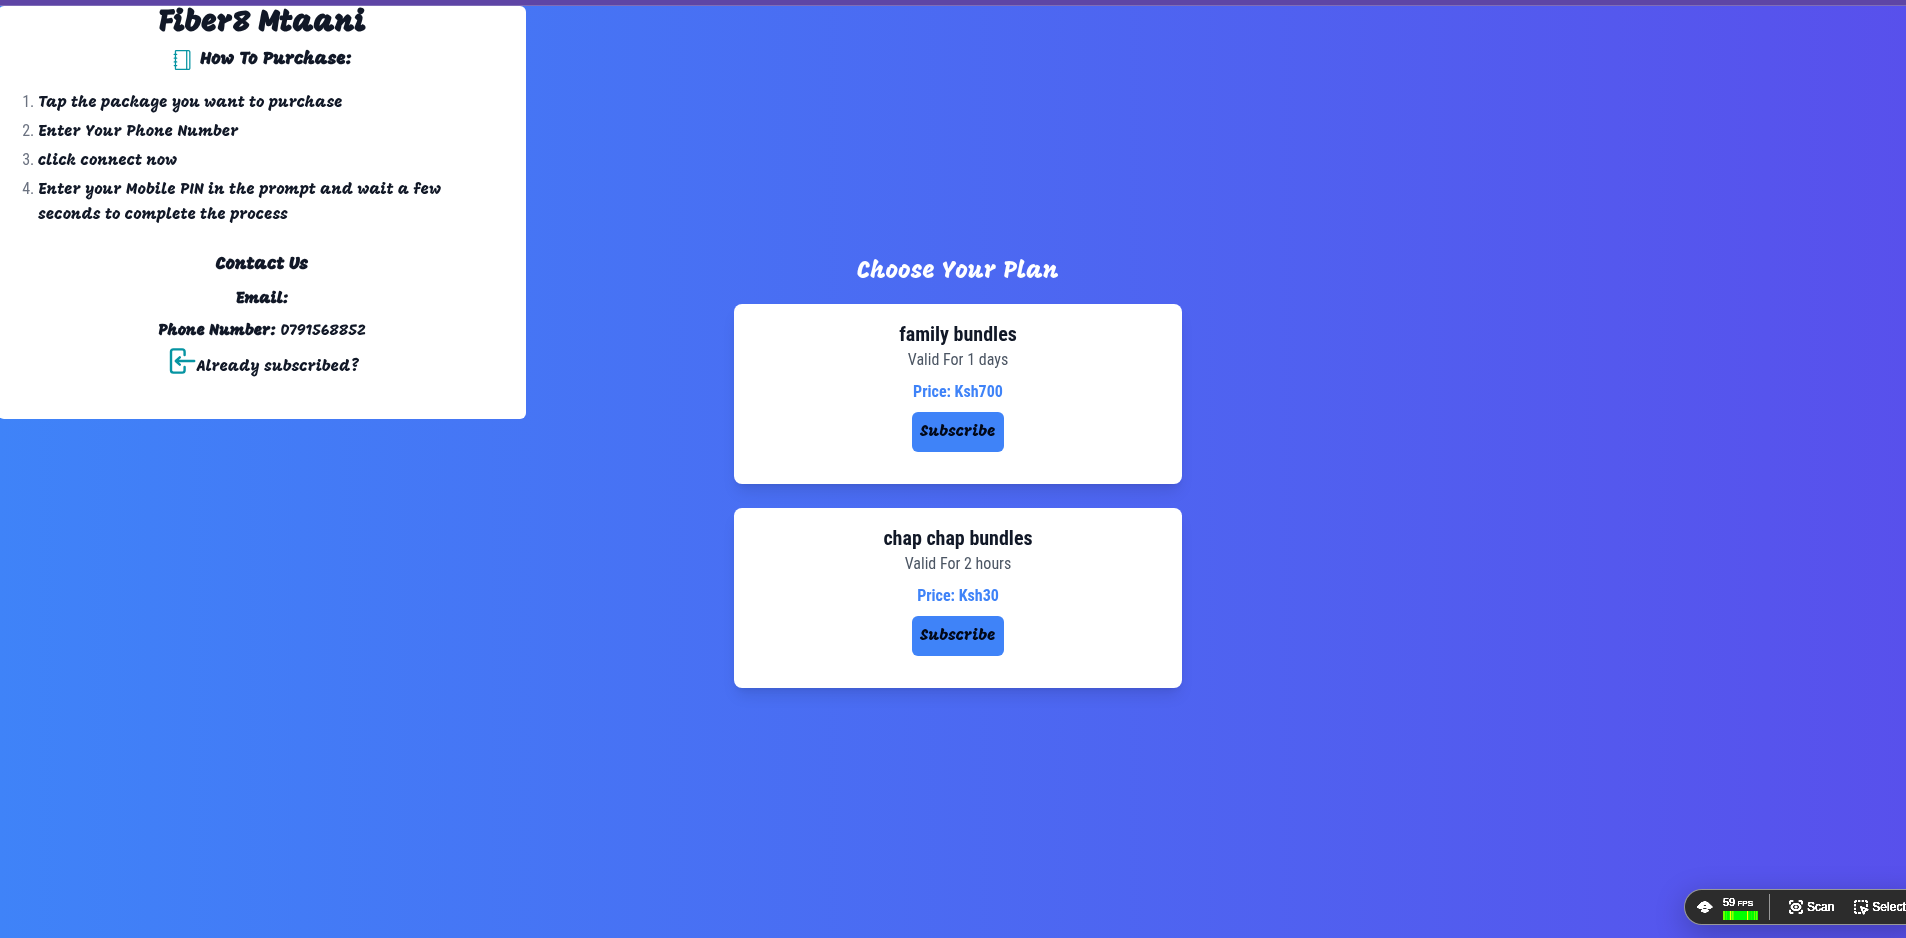 Fiber8 Mtaani
How To Purchase:
1. Tap the package you want to purchase
2. Enter Your Phone Number
3. click connect now
4. Enter your Mobile PIN in the prompt and wait a few
seconds to complete the process
Contact Us
Email:
Phone Number: 0791568852
Already subscribed?
Choose Your Plan
family bundles
Valid For 1 days
Price: Ksh700
Subscribe
chap chap bundles
Valid For 2 hours
Price: Ksh30
Subscribe
59 FPS
Scan
Select